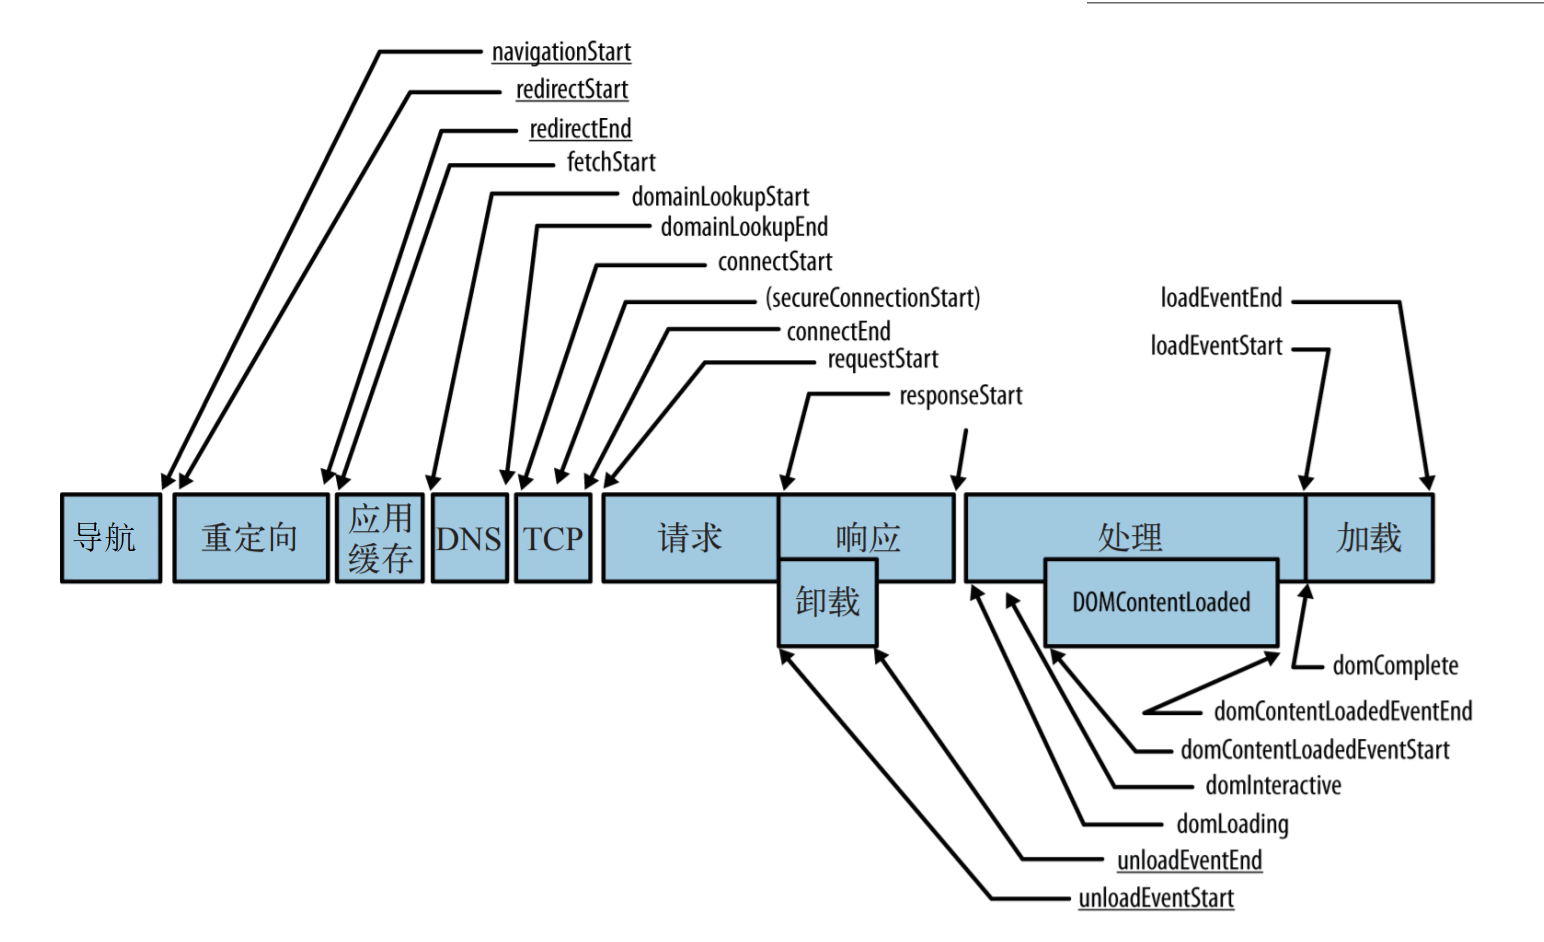 navigationStart
redirectStart
redirectEnd
fetchStart
domainLookupStart
domainLookupEnd
connectStart
(secureConnectionStart)
connectEnd
requestStart
responseStart
loadEventEnd
loadEventStart
导航
重定向
应用
缓存
DNS
TCP
请求
响应
处理
加载
卸载
DOMContentLoaded
domComplete
domContentLoadedEventEnd
domContentLoadedEventStart
domInteractive
domLoading
unloadEventEnd
unloadEventStart